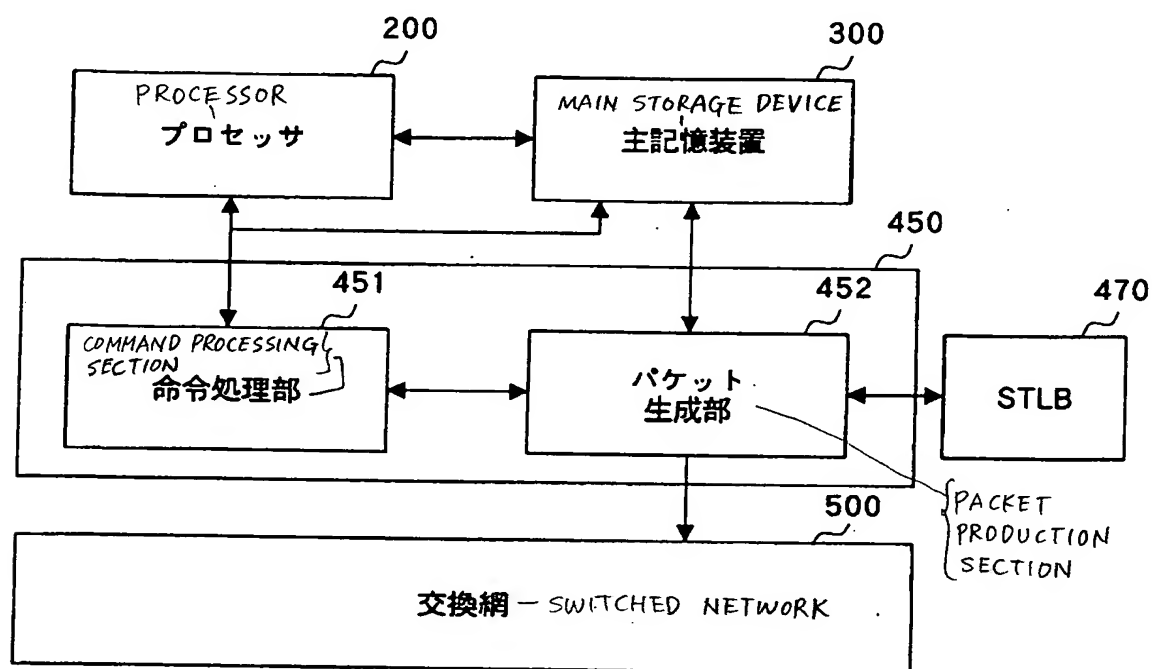 200
PROCESSOR
プロセッサ
300
MAIN STORAGE DEVICE
主記憶装置
450
451
COMMAND PROCESSING
SECTION
命令処理部
452
パケット
生成部
470
STLB
PACKET
PRODUCTION
SECTION
500
交換網 — SWITCHED NETWORK